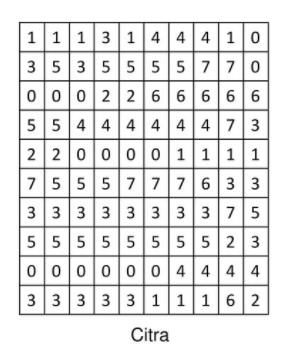 1 1 1 3 1 4 4 4 1 0
3 5 3 5 5 5 5 7 7 0
0 0 0 2 2 6 6 6 6 6
5 5 4 4 4 4 4 4 7 3
2 2 0 0 0 0 1 1 1 1
7 5 5 5 7 7 7 6 3 3
3 3 3 3 3 3 3 3 7 5
5 5 5 5 5 5 5 5 2 3
0 0 0 0 0 0 4 4 4 4
3 3 3 3 3 1 1 1 6 2
Citra